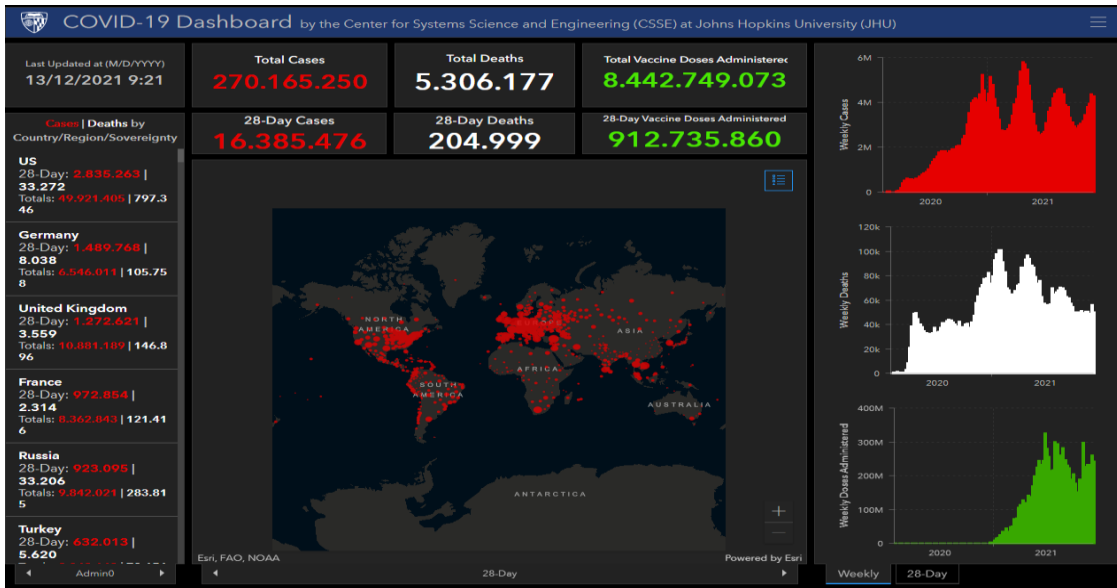 COVID-19 Dashboard by the Center for Systems Science and Engineering (CSSE) at Johns Hopkins University (JHU)
Last Updated at (M/D/YYYY)
13/12/2021 9:21
Total Cases
270.165.250
Total Deaths
5.306.177
Total Vaccine Doses Administerec
8.442.749.073
28-Day Cases
16.385.476
28-Day Deaths
204.999
28-Day Vaccine Doses Administered
912.735.860
Cases | Deaths by
Country/Region/Sovereignty
US
28-Day: 2.835.263 |
33.272
Totals: 49.921.405 | 797.3
46
Germany
28-Day: 1.489.768 |
8.038
Totals: 6.546.011 | 105.75
8
United Kingdom
28-Day: 1.272.621 |
3.559
Totals: 10.881.189 | 146.8
96
France
28-Day: 972.854 |
2.314
Totals: 8.362.843 | 121.41
6
Russia
28-Day: 923.095 |
33.206
Totals: 9.842.021 | 283.81
5
Turkey
28-Day: 632.013 |
5.620
Admin0
NORTH
AMERICA
EUROPE
ASIA
AFRICA
SOUTH
AMERICA
AUSTRALIA
ANTARCTICA
+
−
Esri, FAO, NOAA
Powered by Esri
28-Day
Weekly Cases
6M
4M
2M
0
2020
2021
Weekly Deaths
120k
100k
80k
60k
40k
20k
0
2020
2021
Weekly Doses Administered
400M
300M
200M
100M
0
2020
2021
Weekly
28-Day